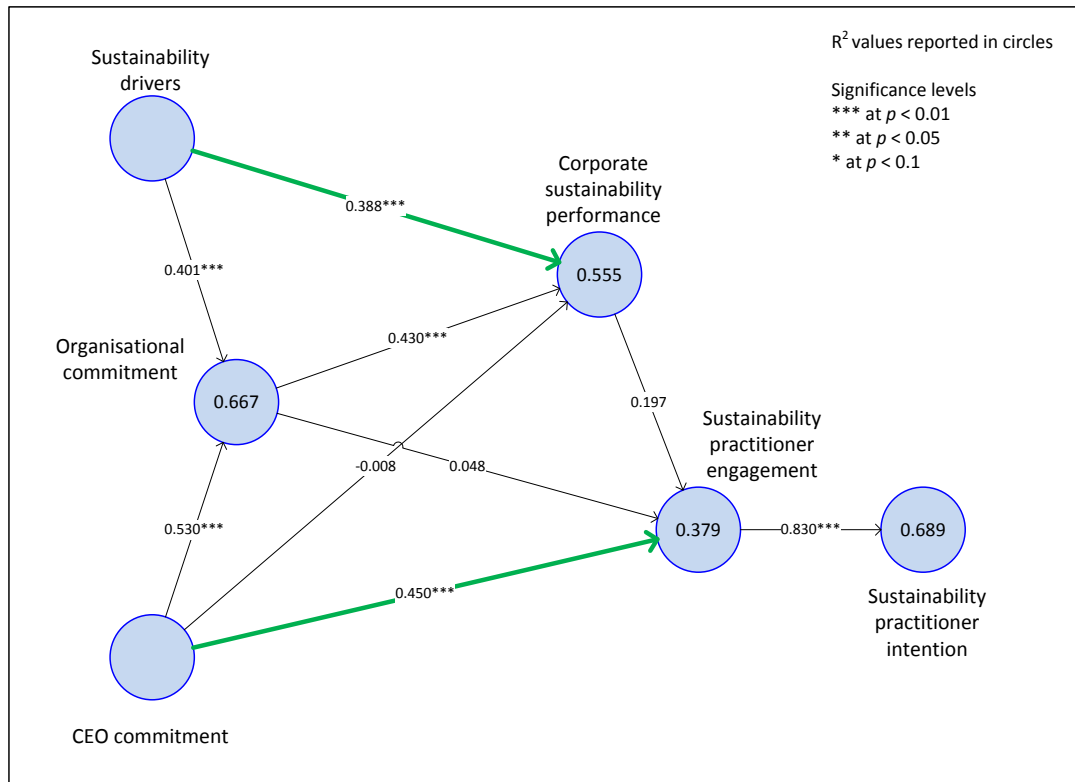 R² values reported in circles
Significance levels
*** at p < 0.01
** at p < 0.05
* at p < 0.1
Sustainability
drivers
Corporate
sustainability
performance
0.388***
0.555
0.401***
0.430***
Organisational
commitment
0.667
0.197
Sustainability
practitioner
engagement
-0.008
0.048
0.530***
0.379
0.830***
0.689
0.450***
Sustainability
practitioner
intention
CEO commitment